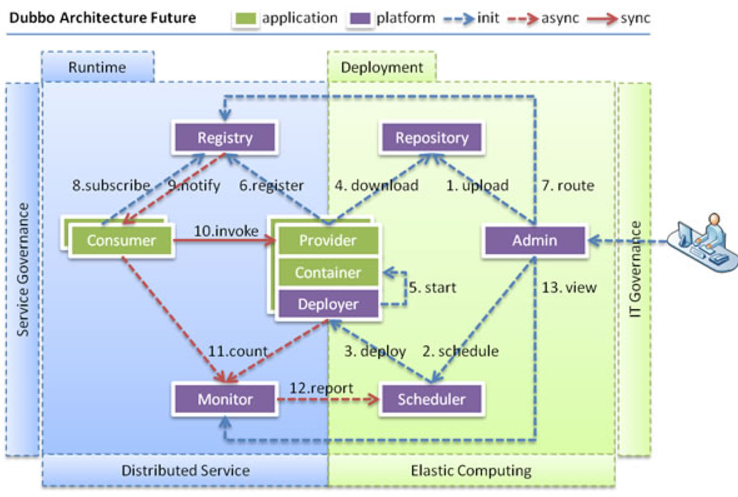 Dubbo Architecture Future
application
platform
init
async
sync
Runtime
Deployment
Registry
Repository
8.subscribe
9.notify
6.register
4. download
1. upload
7. route
Service Governance
Consumer
10.invoke
Provider
Admin
Container
Deployer
5. start
13. view
IT Governance
11.count
3. deploy
2. schedule
Monitor
12.report
Scheduler
Distributed Service
Elastic Computing